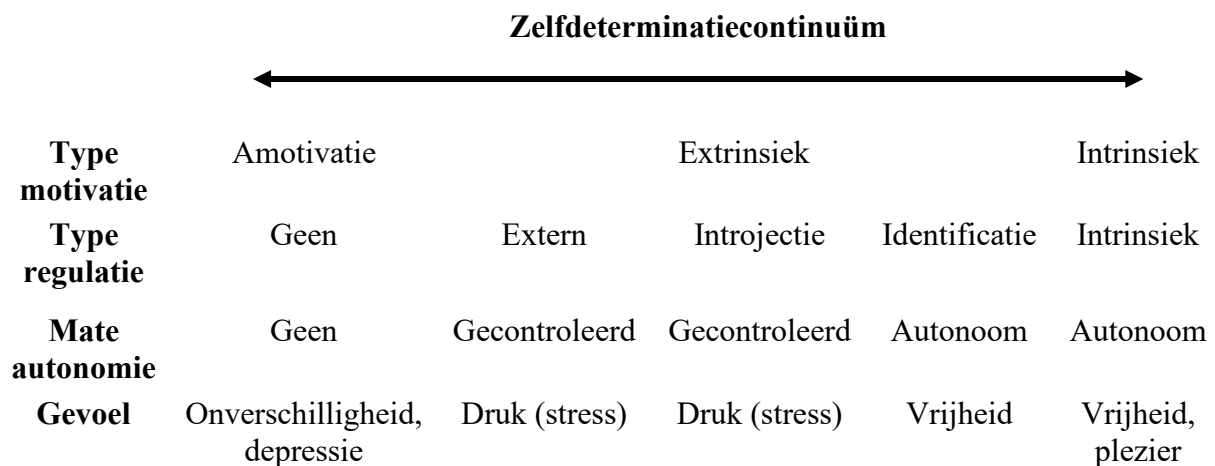 Zelfdeterminatiecontinuüm
Type motivatie Amotivatie Extrinsiek Intrinsiek
Type regulatie Geen Extern Introjectie Identificatie Intrinsiek
Mate autonomie Geen Gecontroleerd Gecontroleerd Autonoom Autonoom
Gevoel Onverschilligheid, depressie Druk (stress) Druk (stress) Vrijheid Vrijheid, plezier